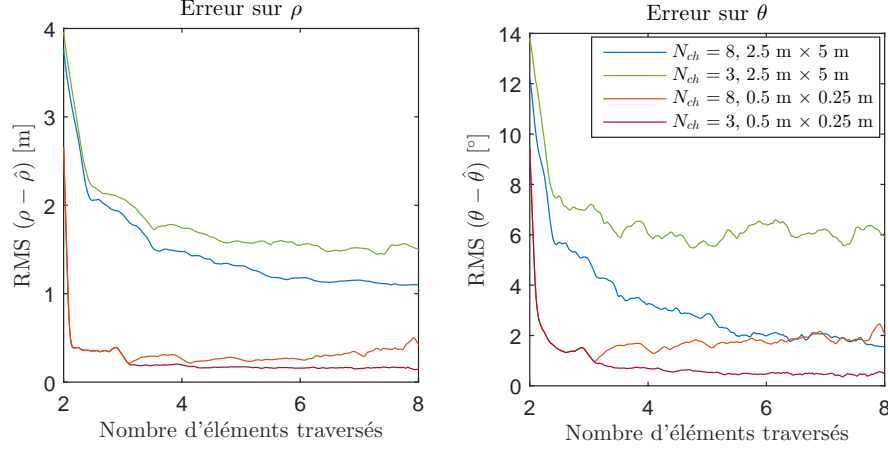 Erreur sur ρ
RMS (ρ − ρ̂) [m]
4
3
2
1
0
2 4 6 8
Nombre d'éléments traversés
Erreur sur θ
RMS (θ − θ̂) [°]
14
12
10
8
6
4
2
0
2 4 6 8
Nombre d'éléments traversés
N_ch = 8, 2.5 m × 5 m
N_ch = 3, 2.5 m × 5 m
N_ch = 8, 0.5 m × 0.25 m
N_ch = 3, 0.5 m × 0.25 m